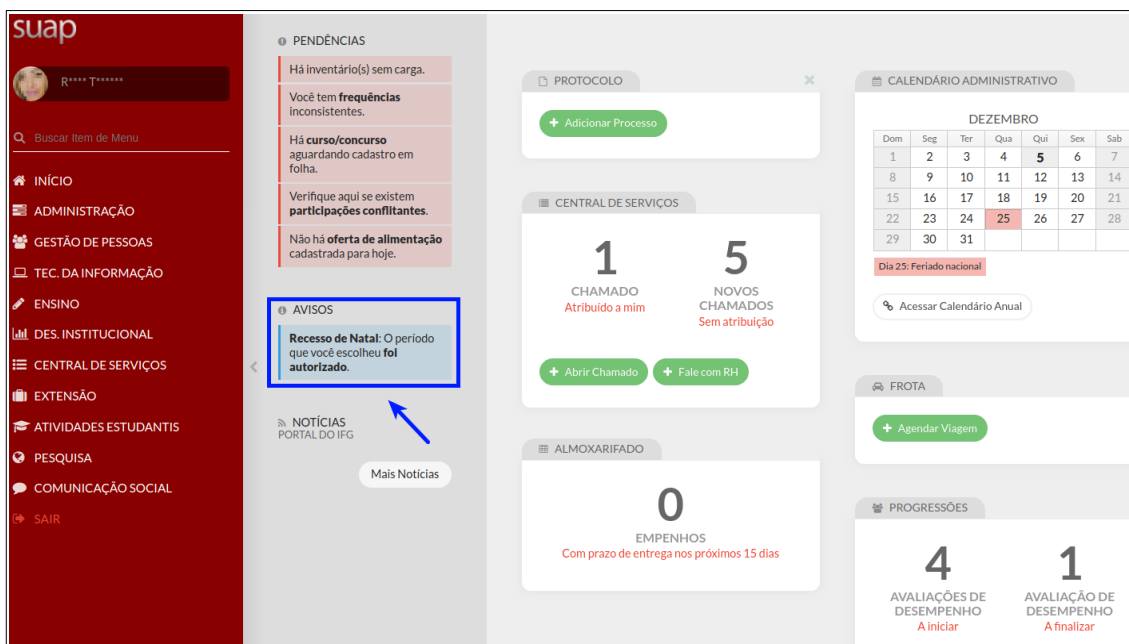 suap
R**** T******
Buscar Item de Menu
INÍCIO
ADMINISTRAÇÃO
GESTÃO DE PESSOAS
TEC. DA INFORMAÇÃO
ENSINO
DES. INSTITUCIONAL
CENTRAL DE SERVIÇOS
EXTENSÃO
ATIVIDADES ESTUDANTIS
PESQUISA
COMUNICAÇÃO SOCIAL
SAIR
PENDÊNCIAS
Há inventário(s) sem carga.
Você tem frequências
inconsistentes.
Há curso/concurso
aguardando cadastro em
folha.
Verifique aqui se existem
participações conflitantes.
Não há oferta de alimentação
cadastrada para hoje.
AVISOS
Recesso de Natal: O período
que você escolheu foi
autorizado.
NOTÍCIAS
PORTAL DO IFG
Mais Notícias
PROTOCOLO
Adicionar Processo
CENTRAL DE SERVIÇOS
1 5
CHAMADO NOVOS
Atribuído a mim CHAMADOS
Sem atribuição
Abrir Chamado Fale com RH
ALMOXARIFADO
0
EMPENHOS
Com prazo de entrega nos próximos 15 dias
CALENDÁRIO ADMINISTRATIVO
DEZEMBRO
Dom Seg Ter Qua Qui Sex Sab
1 2 3 4 5 6 7
8 9 10 11 12 13 14
15 16 17 18 19 20 21
22 23 24 25 26 27 28
29 30 31
Dia 25: Feriado nacional
Acessar Calendário Anual
FROTA
Agendar Viagem
PROGRESSÕES
4 1
AVALIAÇÕES DE AVALIAÇÃO DE
DESEMPENHO DESEMPENHO
A iniciar A finalizar